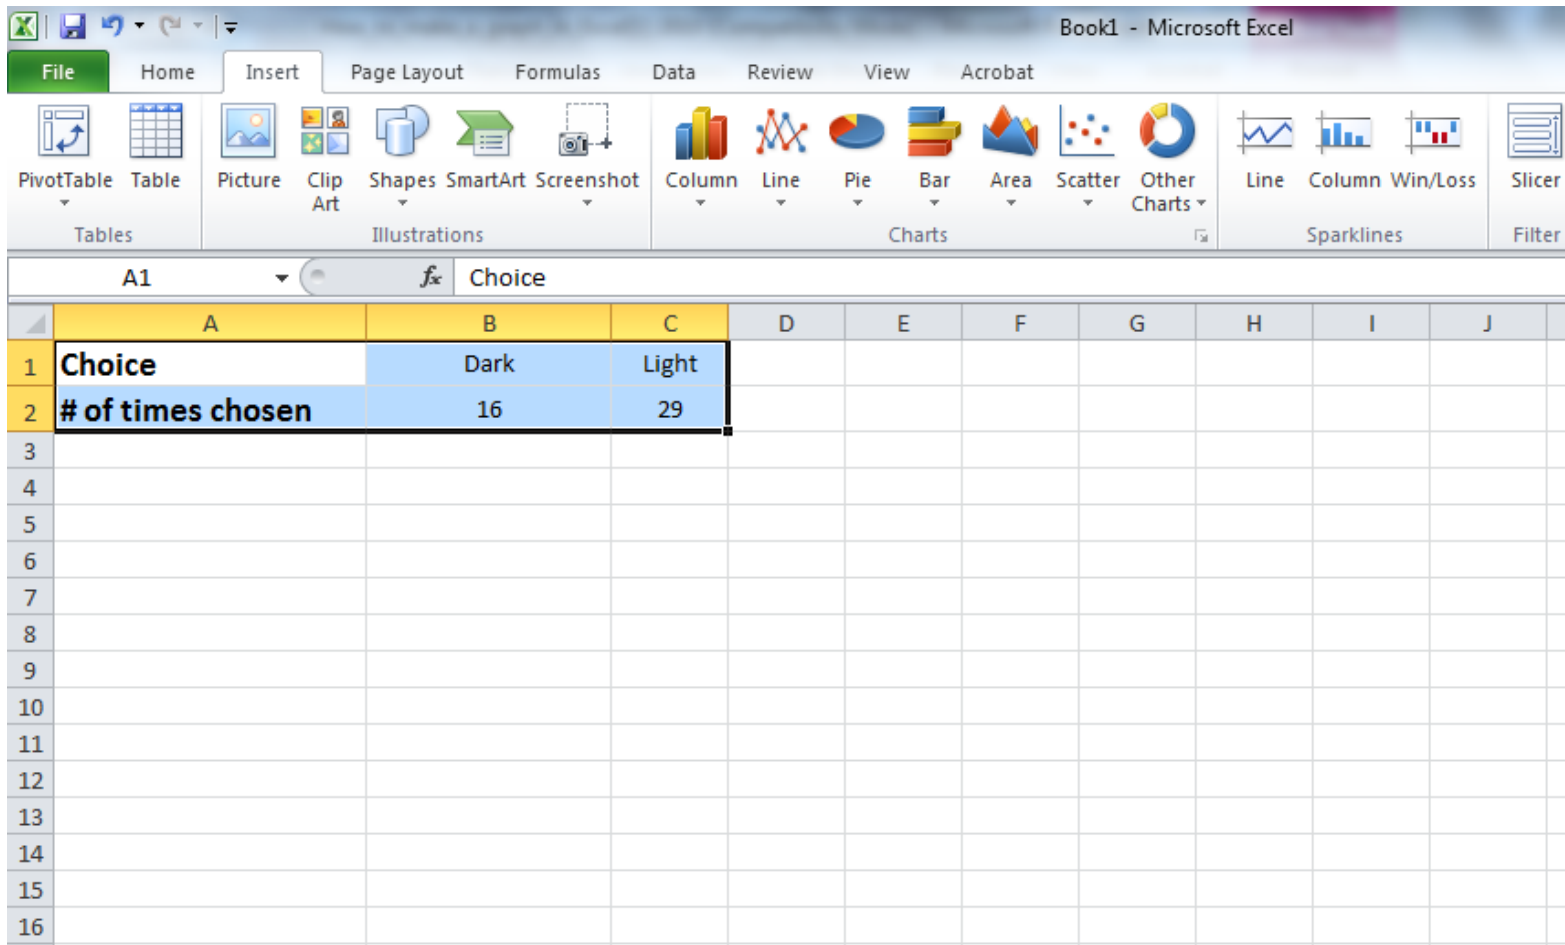 Book1 - Microsoft Excel
File Home Insert Page Layout Formulas Data Review View Acrobat
PivotTable Table Picture Clip Art Shapes SmartArt Screenshot Column Line Pie Bar Area Scatter Other Charts Line Column Win/Loss Slicer
Tables Illustrations Charts Sparklines Filter
A1 fx Choice
A B C D E F G H I J
1 Choice Dark Light
2 # of times chosen 16 29
3
4
5
6
7
8
9
10
11
12
13
14
15
16